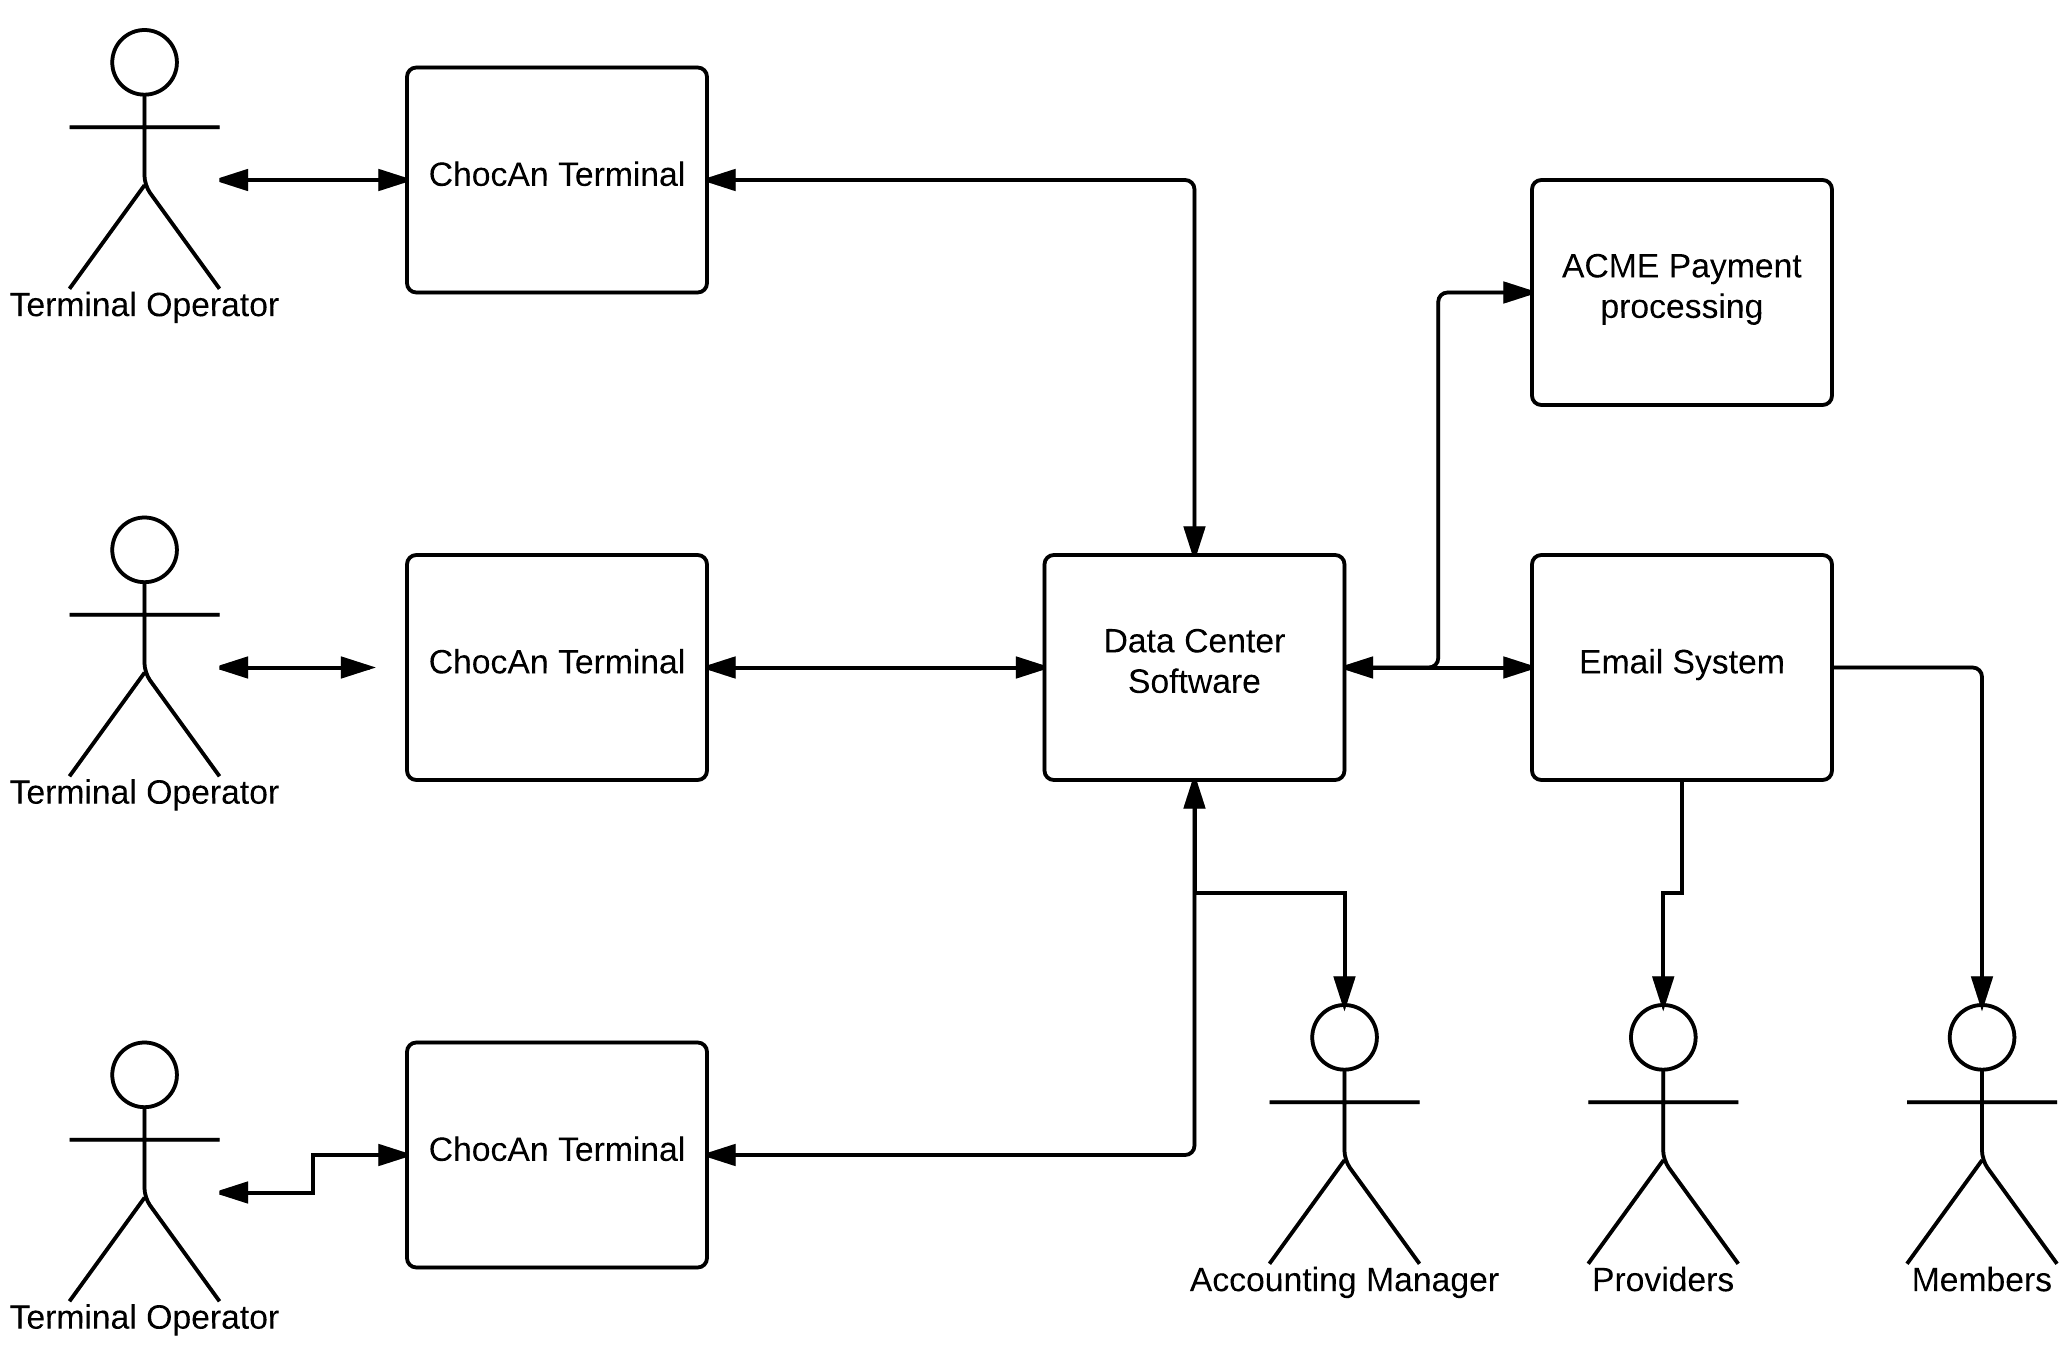 ChocAn Terminal
Terminal Operator
ACME Payment
processing
ChocAn Terminal
Data Center
Software
Email System
Terminal Operator
ChocAn Terminal
Terminal Operator
Accounting Manager
Providers
Members